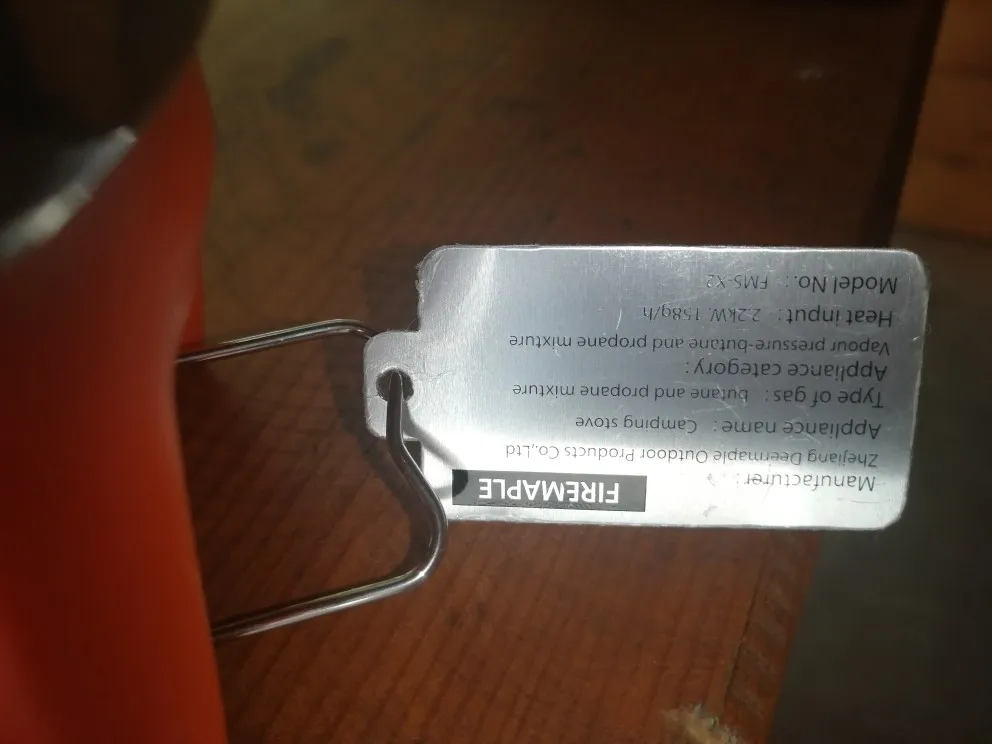 FIREMAPLE
Manufacturer:
Zhejiang Deermaple Outdoor Products Co.,Ltd
Appliance name: Camping stove
Type of gas: butane and propane mixture
Appliance category:
Vapour pressure-butane and propane mixture
Heat input: 2.2kW, 158g/h
Model No.: FMS-X2